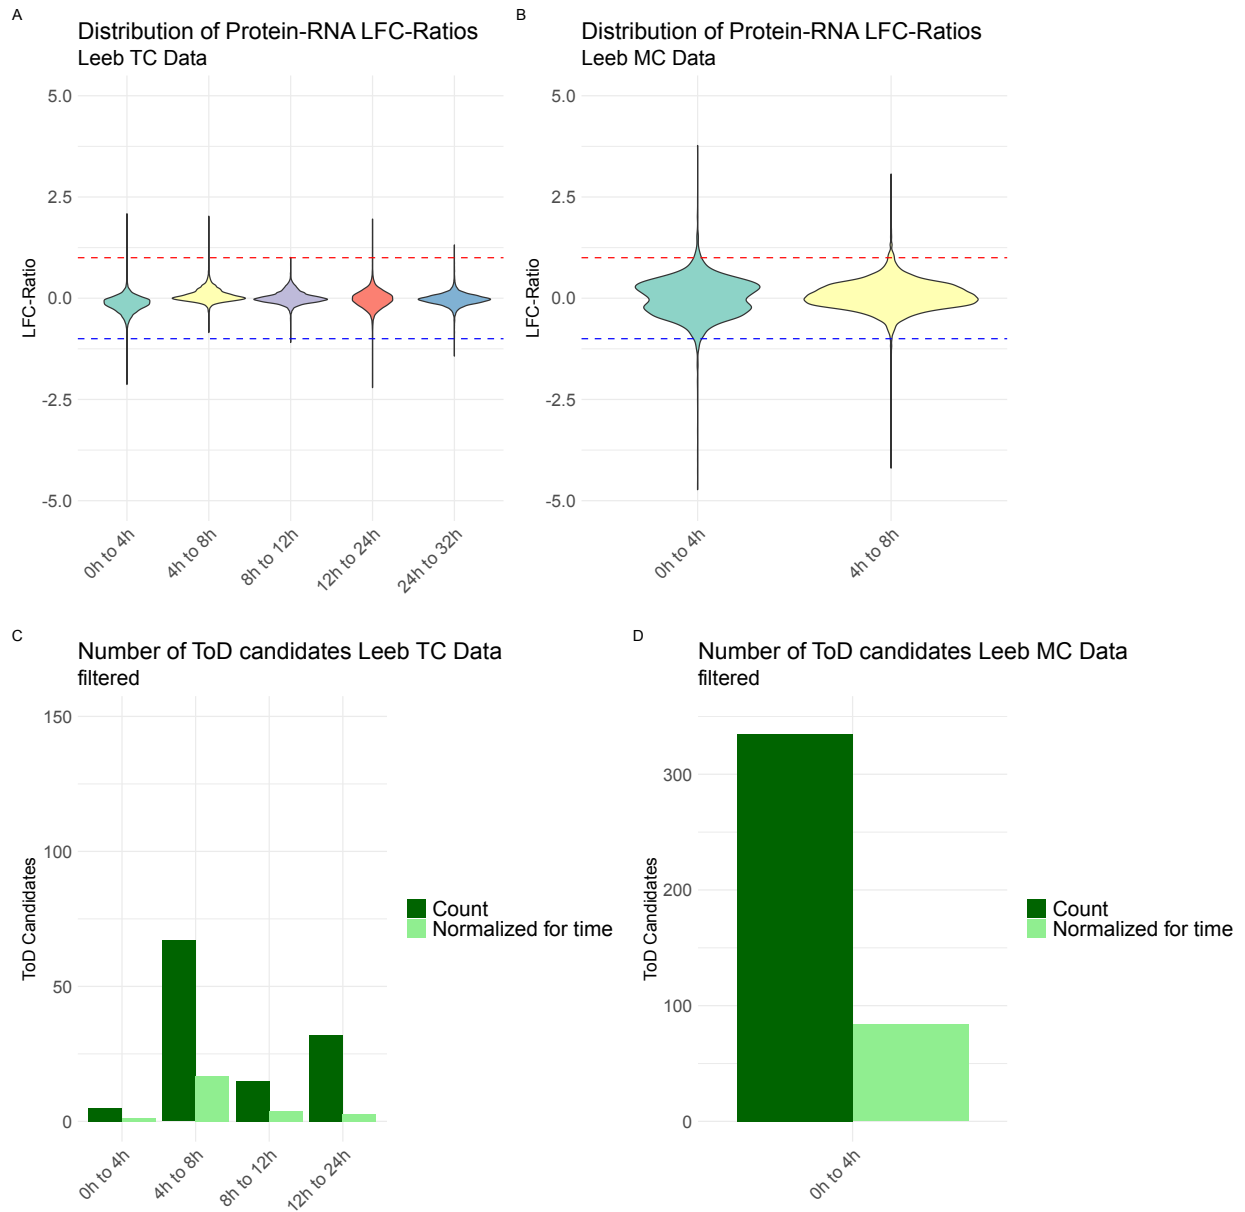 A
Distribution of Protein-RNA LFC-Ratios
Leeb TC Data
5.0
2.5
0.0
-2.5
-5.0
LFC-Ratio
0h to 4h
4h to 8h
8h to 12h
12h to 24h
24h to 32h
B
Distribution of Protein-RNA LFC-Ratios
Leeb MC Data
5.0
2.5
0.0
-2.5
-5.0
LFC-Ratio
0h to 4h
4h to 8h
C
Number of ToD candidates Leeb TC Data
filtered
150
100
50
0
ToD Candidates
0h to 4h
4h to 8h
8h to 12h
12h to 24h
Count
Normalized for time
D
Number of ToD candidates Leeb MC Data
filtered
300
200
100
0
ToD Candidates
0h to 4h
Count
Normalized for time